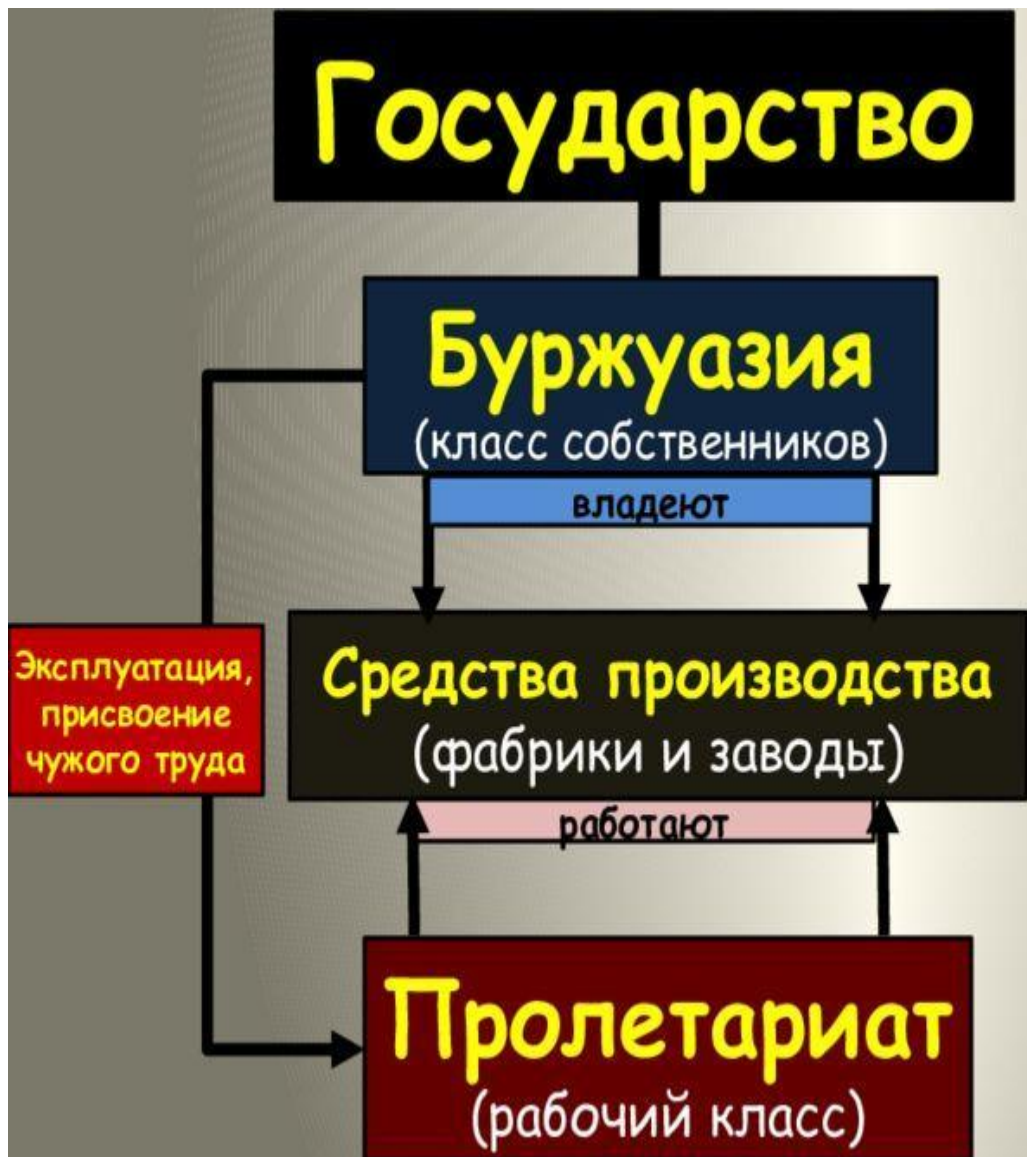 Государство
Буржуазия
(класс собственников)
владеют
Эксплуатация,
присвоение
чужого труда
Средства производства
(фабрики и заводы)
работают
Пролетариат
(рабочий класс)